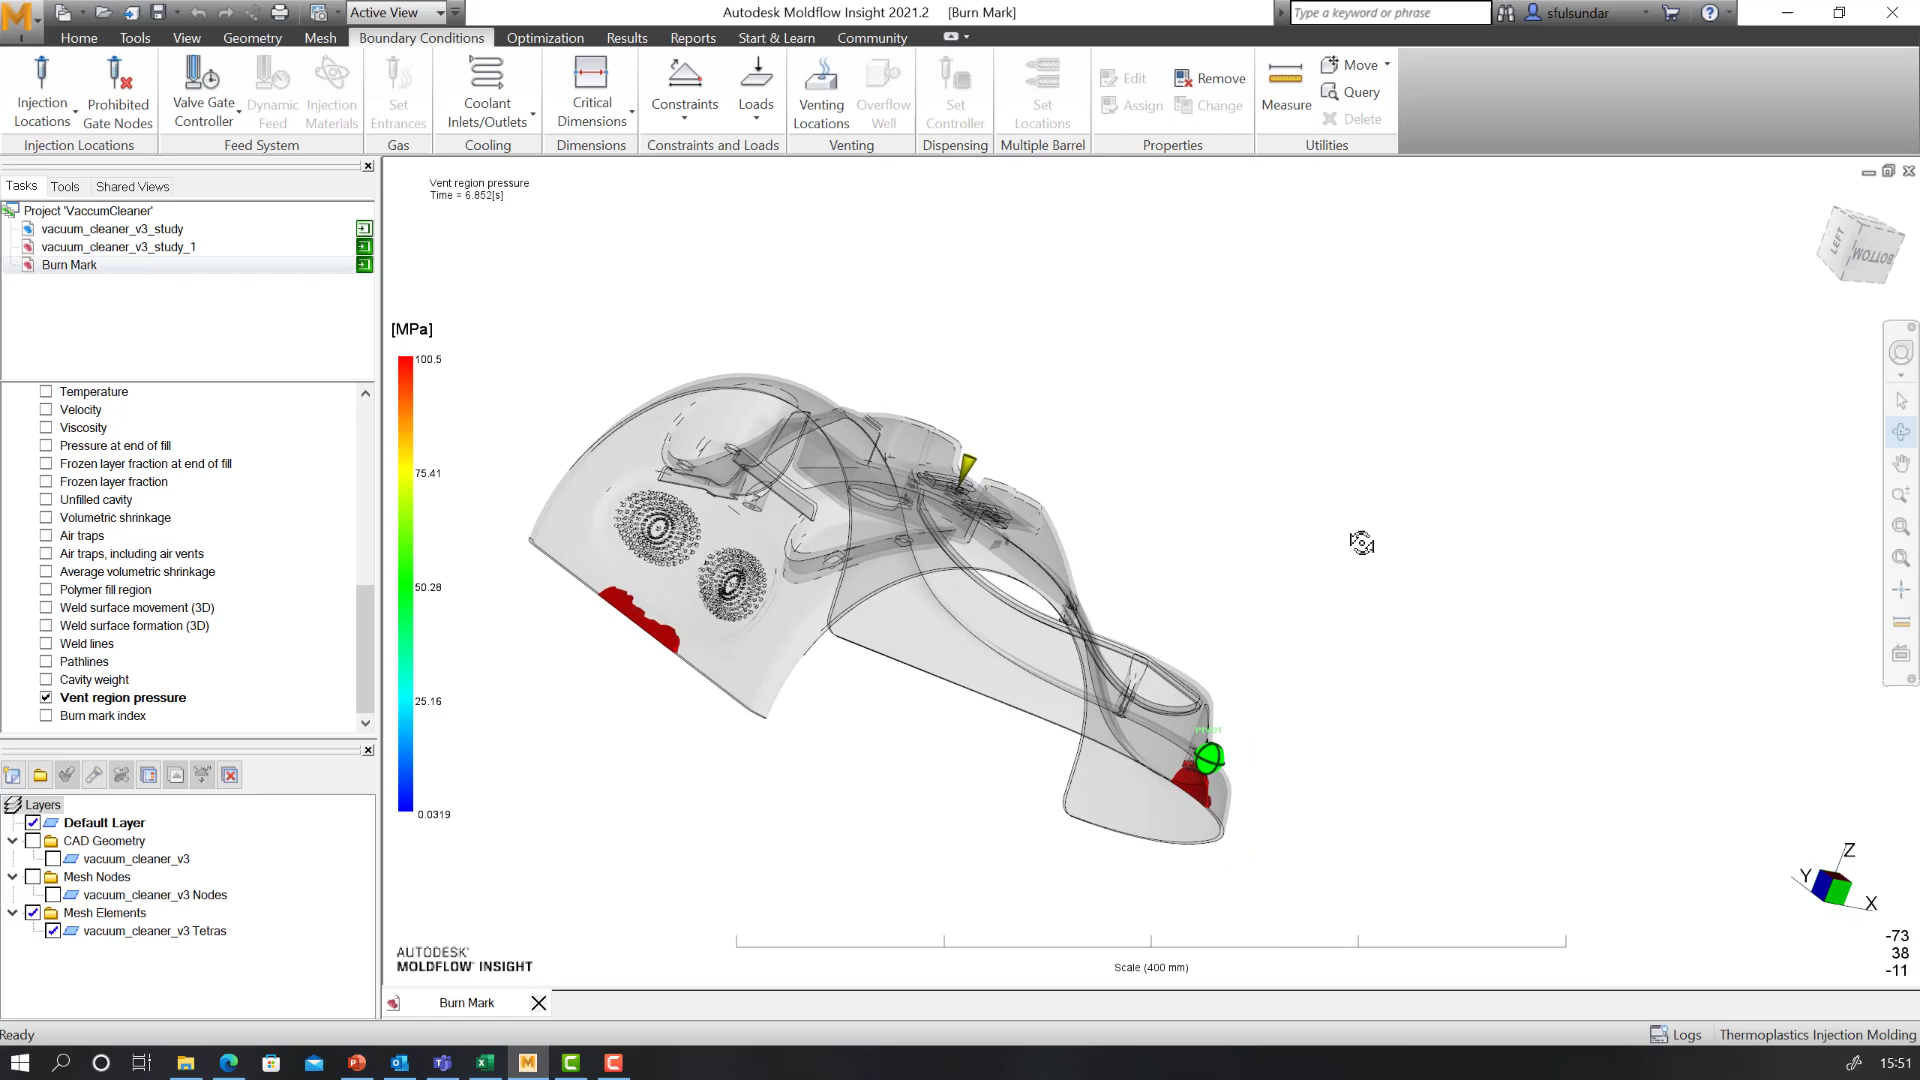 Active View
Autodesk Moldflow Insight 2021.2   [Burn Mark]
Type a keyword or phrase
sfulsundar
Home Tools View Geometry Mesh Boundary Conditions Optimization Results Reports Start & Learn Community
Injection Locations
Prohibited Gate Nodes
Valve Gate Controller
Dynamic Feed
Injection Materials
Set Entrances
Coolant Inlets/Outlets
Critical Dimensions
Constraints
Loads
Venting Locations
Overflow Well
Set Controller
Set Locations
Edit
Remove
Assign
Change
Measure
Move
Query
Delete
Injection Locations Feed System Gas Cooling Dimensions Constraints and Loads Venting Dispensing Multiple Barrel Properties Utilities
Tasks Tools Shared Views
Project 'VaccumCleaner'
vacuum_cleaner_v3_study
vacuum_cleaner_v3_study_1
Burn Mark
Temperature
Velocity
Viscosity
Pressure at end of fill
Frozen layer fraction at end of fill
Frozen layer fraction
Unfilled cavity
Volumetric shrinkage
Air traps
Air traps, including air vents
Average volumetric shrinkage
Polymer fill region
Weld surface movement (3D)
Weld surface formation (3D)
Weld lines
Pathlines
Cavity weight
Vent region pressure
Burn mark index
Layers
Default Layer
CAD Geometry
vacuum_cleaner_v3
Mesh Nodes
vacuum_cleaner_v3 Nodes
Mesh Elements
vacuum_cleaner_v3 Tetras
Vent region pressure
Time = 6.852[s]
[MPa]
100.5
75.41
50.28
25.16
0.0319
PIVOT
LEFT
BOTTOM
Z
Y
X
-73
38
-11
AUTODESK
MOLDFLOW INSIGHT
Scale (400 mm)
Burn Mark
Ready
Logs
Thermoplastics Injection Molding
15:51